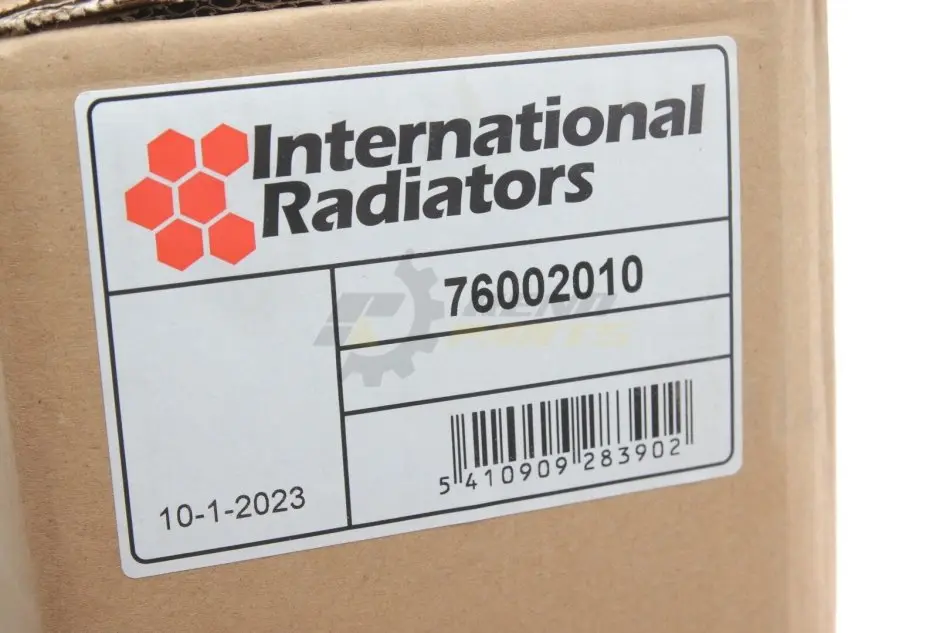 International
Radiators
76002010
10-1-2023
5 410909 283902